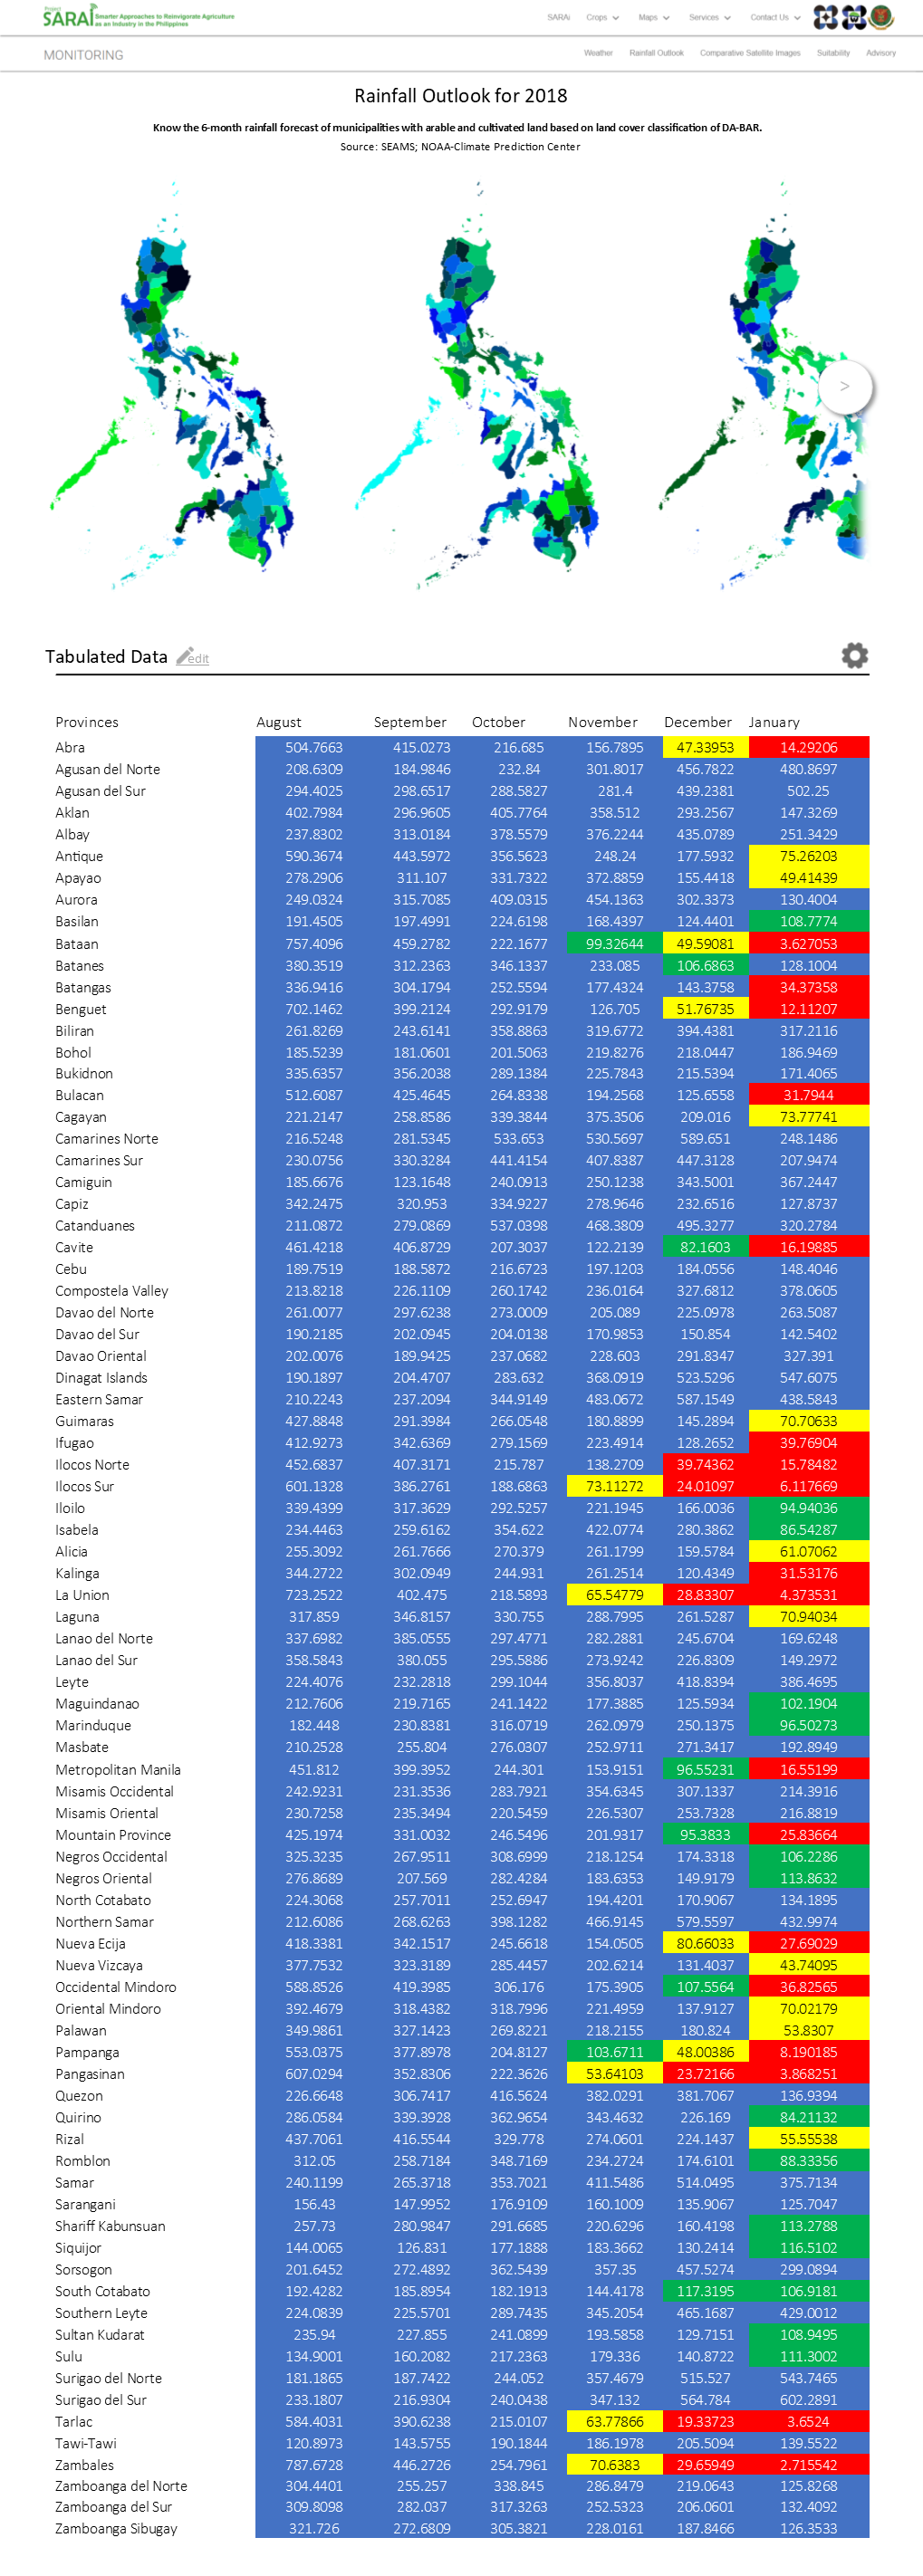 Project
SARAi Smarter Approaches to Reinvigorate Agriculture
as an Industry in the Philippines
SARAi Crops Maps Services Contact Us
MONITORING Weather Rainfall Outlook Comparative Satellite Images Suitability Advisory
Rainfall Outlook for 2018
Know the 6-month rainfall forecast of municipalities with arable and cultivated land based on land cover classification of DA-BAR.
Source: SEAMS; NOAA-Climate Prediction Center
>
Tabulated Data edit
Provinces August September October November December January
Abra 504.7663 415.0273 216.685 156.7895 47.33953 14.29206
Agusan del Norte 208.6309 184.9846 232.84 301.8017 456.7822 480.8697
Agusan del Sur 294.4025 298.6517 288.5827 281.4 439.2381 502.25
Aklan 402.7984 296.9605 405.7764 358.512 293.2567 147.3269
Albay 237.8302 313.0184 378.5579 376.2244 435.0789 251.3429
Antique 590.3674 443.5972 356.5623 248.24 177.5932 75.26203
Apayao 278.2906 311.107 331.7322 372.8859 155.4418 49.41439
Aurora 249.0324 315.7085 409.0315 454.1363 302.3373 130.4004
Basilan 191.4505 197.4991 224.6198 168.4397 124.4401 108.7774
Bataan 757.4096 459.2782 222.1677 99.32644 49.59081 3.627053
Batanes 380.3519 312.2363 346.1337 233.085 106.6863 128.1004
Batangas 336.9416 304.1794 252.5594 177.4324 143.3758 34.37358
Benguet 702.1462 399.2124 292.9179 126.705 51.76735 12.11207
Biliran 261.8269 243.6141 358.8863 319.6772 394.4381 317.2116
Bohol 185.5239 181.0601 201.5063 219.8276 218.0447 186.9469
Bukidnon 335.6357 356.2038 289.1384 225.7843 215.5394 171.4065
Bulacan 512.6087 425.4645 264.8338 194.2568 125.6558 31.7944
Cagayan 221.2147 258.8586 339.3844 375.3506 209.016 73.77741
Camarines Norte 216.5248 281.5345 533.653 530.5697 589.651 248.1486
Camarines Sur 230.0756 330.3284 441.4154 407.8387 447.3128 207.9474
Camiguin 185.6676 123.1648 240.0913 250.1238 343.5001 367.2447
Capiz 342.2475 320.953 334.9227 278.9646 232.6516 127.8737
Catanduanes 211.0872 279.0869 537.0398 468.3809 495.3277 320.2784
Cavite 461.4218 406.8729 207.3037 122.2139 82.1603 16.19885
Cebu 189.7519 188.5872 216.6723 197.1203 184.0556 148.4046
Compostela Valley 213.8218 226.1109 260.1742 236.0164 327.6812 378.0605
Davao del Norte 261.0077 297.6238 273.0009 205.089 225.0978 263.5087
Davao del Sur 190.2185 202.0945 204.0138 170.9853 150.854 142.5402
Davao Oriental 202.0076 189.9425 237.0682 228.603 291.8347 327.391
Dinagat Islands 190.1897 204.4707 283.632 368.0919 523.5296 547.6075
Eastern Samar 210.2243 237.2094 344.9149 483.0672 587.1549 438.5843
Guimaras 427.8848 291.3984 266.0548 180.8899 145.2894 70.70633
Ifugao 412.9273 342.6369 279.1569 223.4914 128.2652 39.76904
Ilocos Norte 452.6837 407.3171 215.787 138.2709 39.74362 15.78482
Ilocos Sur 601.1328 386.2761 188.6863 73.11272 24.01097 6.117669
Iloilo 339.4399 317.3629 292.5257 221.1945 166.0036 94.94036
Isabela 234.4463 259.6162 354.622 422.0774 280.3862 86.54287
Alicia 255.3092 261.7666 270.379 261.1799 159.5784 61.07062
Kalinga 344.2722 302.0949 244.931 261.2514 120.4349 31.53176
La Union 723.2522 402.475 218.5893 65.54779 28.83307 4.373531
Laguna 317.859 346.8157 330.755 288.7995 261.5287 70.94034
Lanao del Norte 337.6982 385.0555 297.4771 282.2881 245.6704 169.6248
Lanao del Sur 358.5843 380.055 295.5886 273.9242 226.8309 149.2972
Leyte 224.4076 232.2818 299.1044 356.8037 418.8394 386.4695
Maguindanao 212.7606 219.7165 241.1422 177.3885 125.5934 102.1904
Marinduque 182.448 230.8381 316.0719 262.0979 250.1375 96.50273
Masbate 210.2528 255.804 276.0307 252.9711 271.3417 192.8949
Metropolitan Manila 451.812 399.3952 244.301 153.9151 96.55231 16.55199
Misamis Occidental 242.9231 231.3536 283.7921 354.6345 307.1337 214.3916
Misamis Oriental 230.7258 235.3494 220.5459 226.5307 253.7328 216.8819
Mountain Province 425.1974 331.0032 246.5496 201.9317 95.3833 25.83664
Negros Occidental 325.3235 267.9511 308.6999 218.1254 174.3318 106.2286
Negros Oriental 276.8689 207.569 282.4284 183.6353 149.9179 113.8632
North Cotabato 224.3068 257.7011 252.6947 194.4201 170.9067 134.1895
Northern Samar 212.6086 268.6263 398.1282 466.9145 579.5597 432.9974
Nueva Ecija 418.3381 342.1517 245.6618 154.0505 80.66033 27.69029
Nueva Vizcaya 377.7532 323.3189 285.4457 202.6214 131.4037 43.74095
Occidental Mindoro 588.8526 419.3985 306.176 175.3905 107.5564 36.82565
Oriental Mindoro 392.4679 318.4382 318.7996 221.4959 137.9127 70.02179
Palawan 349.9861 327.1423 269.8221 218.2155 180.824 53.8307
Pampanga 553.0375 377.8978 204.8127 103.6711 48.00386 8.190185
Pangasinan 607.0294 352.8306 222.3626 53.64103 23.72166 3.868251
Quezon 226.6648 306.7417 416.5624 382.0291 381.7067 136.9394
Quirino 286.0584 339.3928 362.9654 343.4632 226.169 84.21132
Rizal 437.7061 416.5544 329.778 274.0601 224.1437 55.55538
Romblon 312.05 258.7184 348.7169 234.2724 174.6101 88.33356
Samar 240.1199 265.3718 353.7021 411.5486 514.0495 375.7134
Sarangani 156.43 147.9952 176.9109 160.1009 135.9067 125.7047
Shariff Kabunsuan 257.73 280.9847 291.6685 220.6296 160.4198 113.2788
Siquijor 144.0065 126.831 177.1888 183.3662 130.2414 116.5102
Sorsogon 201.6452 272.4892 362.5439 357.35 457.5274 299.0894
South Cotabato 192.4282 185.8954 182.1913 144.4178 117.3195 106.9181
Southern Leyte 224.0839 225.5701 289.7435 345.2054 465.1687 429.0012
Sultan Kudarat 235.94 227.855 241.0899 193.5858 129.7151 108.9495
Sulu 134.9001 160.2082 217.2363 179.336 140.8722 111.3002
Surigao del Norte 181.1865 187.7422 244.052 357.4679 515.527 543.7465
Surigao del Sur 233.1807 216.9304 240.0438 347.132 564.784 602.2891
Tarlac 584.4031 390.6238 215.0107 63.77866 19.33723 3.6524
Tawi-Tawi 120.8973 143.5755 190.1844 186.1978 205.5094 139.5522
Zambales 787.6728 446.2726 254.7961 70.6383 29.65949 2.715542
Zamboanga del Norte 304.4401 255.257 338.845 286.8479 219.0643 125.8268
Zamboanga del Sur 309.8098 282.037 317.3263 252.5323 206.0601 132.4092
Zamboanga Sibugay 321.726 272.6809 305.3821 228.0161 187.8466 126.3533